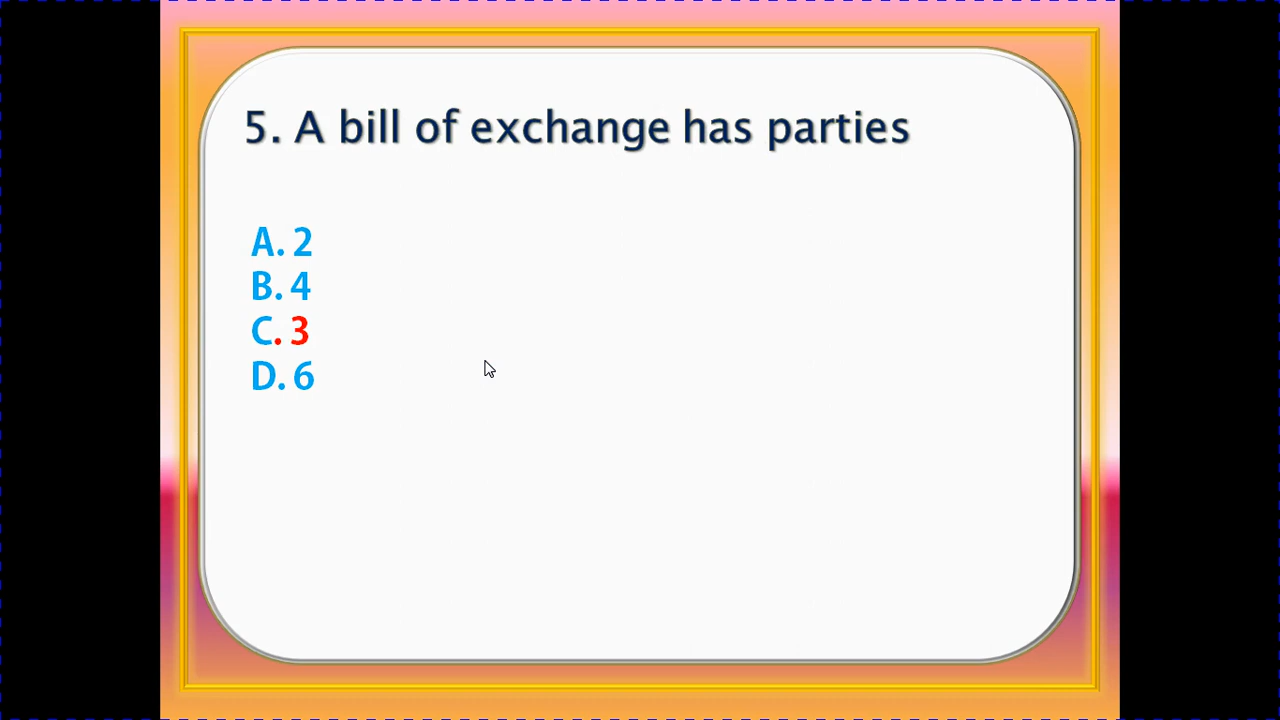 5. A bill of exchange has parties
A. 2
B. 4
C. 3
D. 6